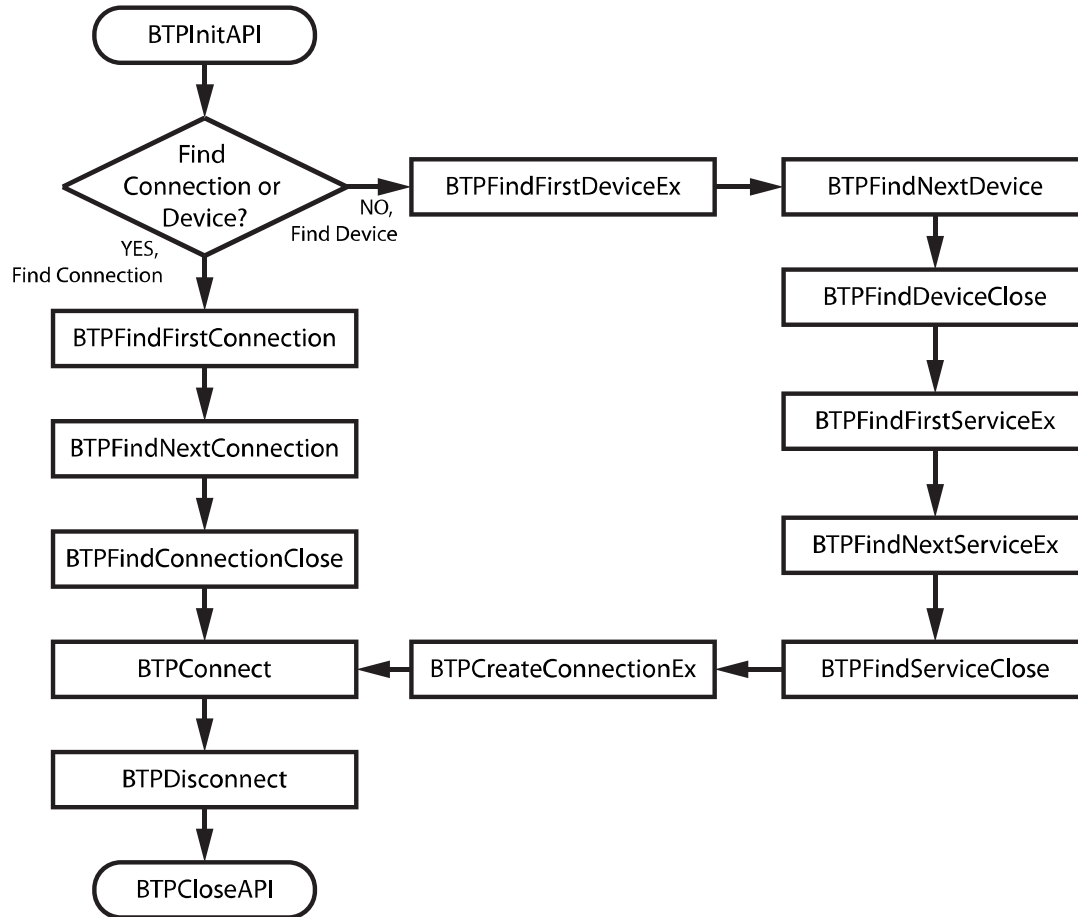 BTPInitAPI
Find
Connection or
Device?
NO,
Find Device
YES,
Find Connection
BTPFindFirstDeviceEx
BTPFindNextDevice
BTPFindDeviceClose
BTPFindFirstServiceEx
BTPFindNextServiceEx
BTPFindServiceClose
BTPCreateConnectionEx
BTPFindFirstConnection
BTPFindNextConnection
BTPFindConnectionClose
BTPConnect
BTPDisconnect
BTPCloseAPI